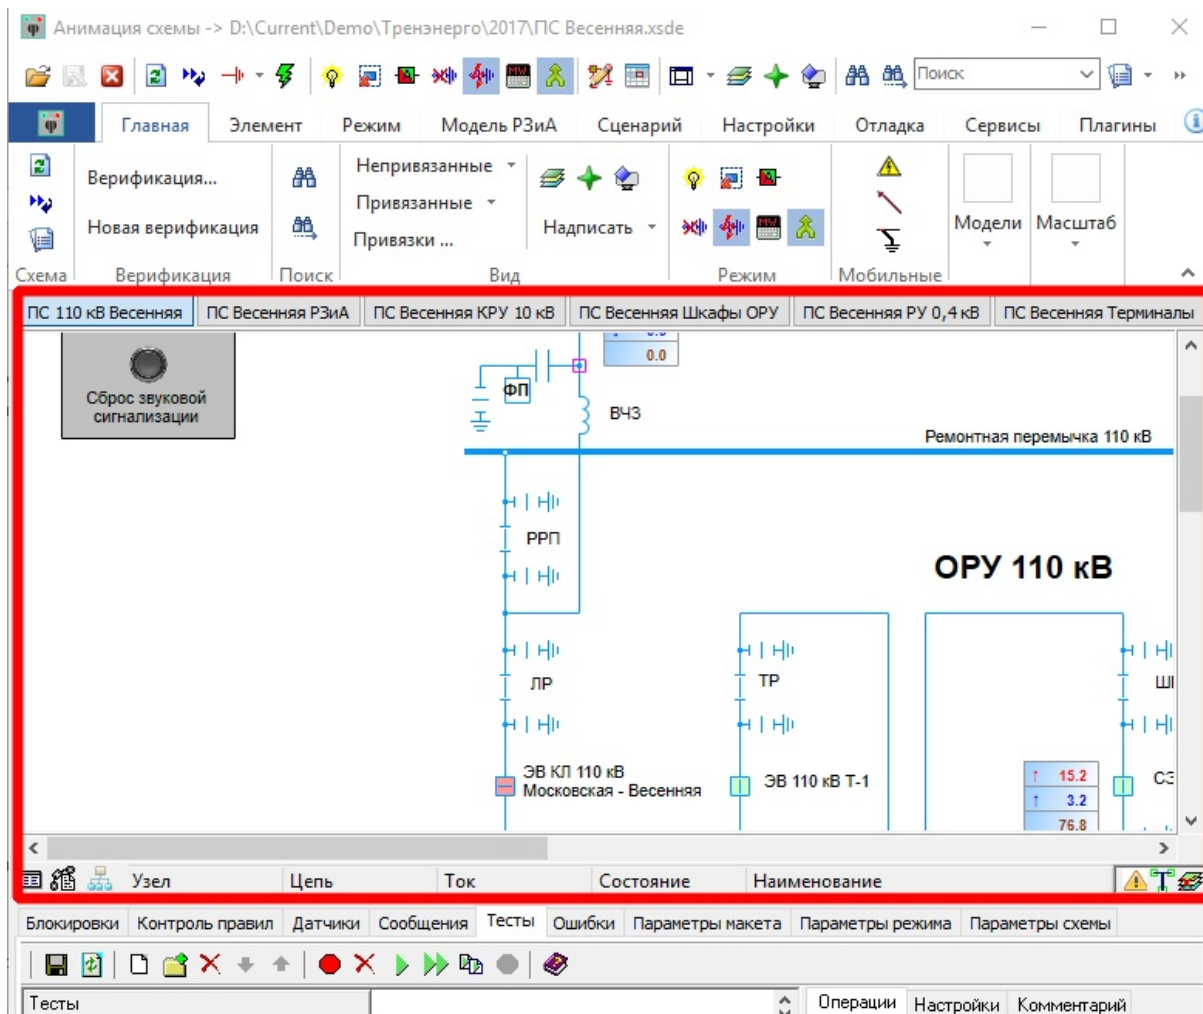 Анимация схемы -> D:\Current\Demo\Тренэнерго\2017\ПС Весенняя.xsde
Поиск
Главная Элемент Режим Модель РЗиА Сценарий Настройки Отладка Сервисы Плагины
Верификация...
Новая верификация
Непривязанные
Привязанные
Привязки ...
Надписать
Модели Масштаб
Схема Верификация Поиск Вид Режим Мобильные
ПС 110 кВ Весенняя ПС Весенняя РЗиА ПС Весенняя КРУ 10 кВ ПС Весенняя Шкафы ОРУ ПС Весенняя РУ 0,4 кВ ПС Весенняя Терминалы
0.0
Сброс звуковой
сигнализации
ФП
ВЧЗ
Ремонтная перемычка 110 кВ
РРП
ОРУ 110 кВ
ЛР
ТР
ЭВ КЛ 110 кВ
Московская - Весенняя
ЭВ 110 кВ Т-1
15.2
3.2
76.8
Узел Цепь Ток Состояние Наименование
Блокировки Контроль правил Датчики Сообщения Тесты Ошибки Параметры макета Параметры режима Параметры схемы
Тесты
Операции Настройки Комментарий